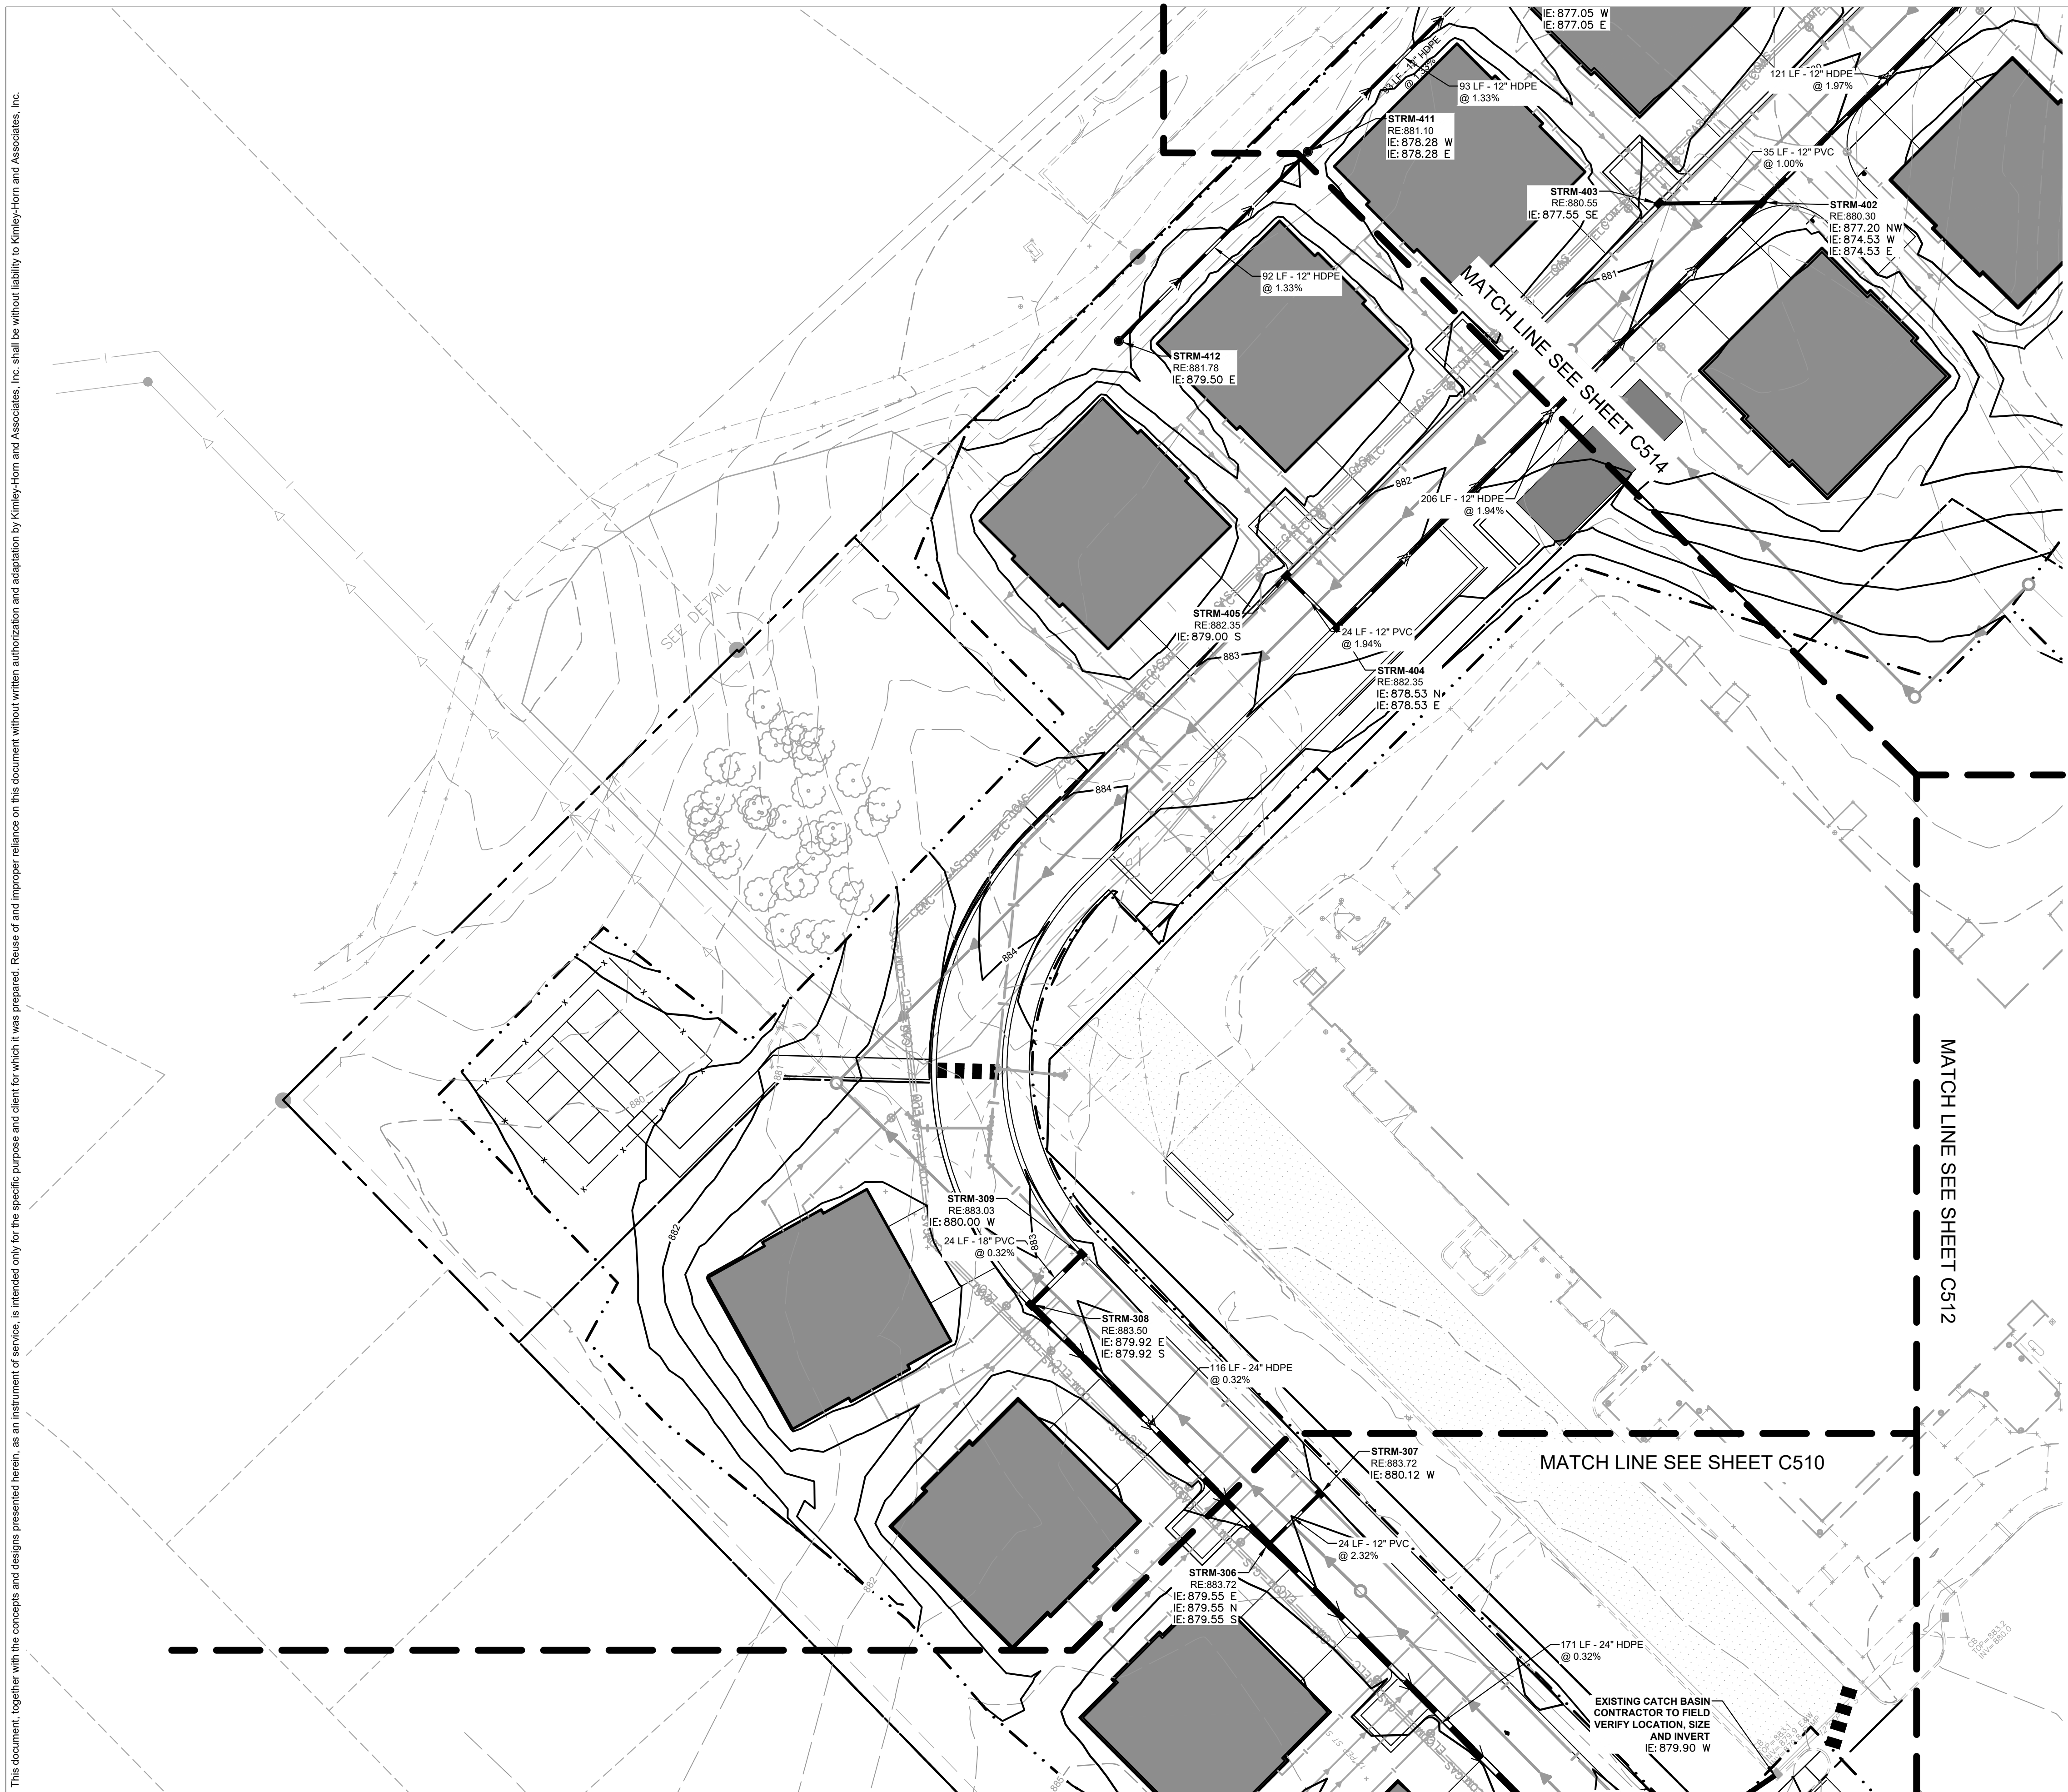 This document, together with the concepts and designs presented herein, as an instrument of service, is intended only for the specific purpose and client for which it was prepared. Reuse of and improper reliance on this document without written authorization and adaptation by Kimley-Horn and Associates, Inc. shall be without liability to Kimley-Horn and Associates, Inc.
IE: 877.05 W
IE: 877.05 E
93 LF - 12" HDPE
@ 1.33%
93 LF - 12" HDPE
@ 1.33%
121 LF - 12" HDPE
@ 1.97%
STRM-411
RE:881.10
IE: 878.28 W
IE: 878.28 E
35 LF - 12" PVC
@ 1.00%
STRM-403
RE:880.55
IE: 877.55 SE
STRM-402
RE:880.30
IE: 877.20 NW
IE: 874.53 W
IE: 874.53 E
92 LF - 12" HDPE
@ 1.33%
881
MATCH LINE SEE SHEET C514
STRM-412
RE:881.78
IE: 879.50 E
882
206 LF - 12" HDPE
@ 1.94%
SEE DETAIL
STRM-405
RE:882.35
IE: 879.00 S
24 LF - 12" PVC
@ 1.94%
883
STRM-404
RE:882.35
IE: 878.53 N
IE: 878.53 E
884
884
881
880
MATCH LINE SEE SHEET C512
STRM-309
RE:883.03
IE: 880.00 W
882
24 LF - 18" PVC
@ 0.32%
883
STRM-308
RE:883.50
IE: 879.92 E
IE: 879.92 S
116 LF - 24" HDPE
@ 0.32%
STRM-307
RE:883.72
IE: 880.12 W
MATCH LINE SEE SHEET C510
24 LF - 12" PVC
@ 2.32%
882
STRM-306
RE:883.72
IE: 879.55 E
IE: 879.55 N
IE: 879.55 S
171 LF - 24" HDPE
@ 0.32%
CB
TOP=883.2
INV=880.0
EXISTING CATCH BASIN
CONTRACTOR TO FIELD
VERIFY LOCATION, SIZE
AND INVERT
IE: 879.90 W
885